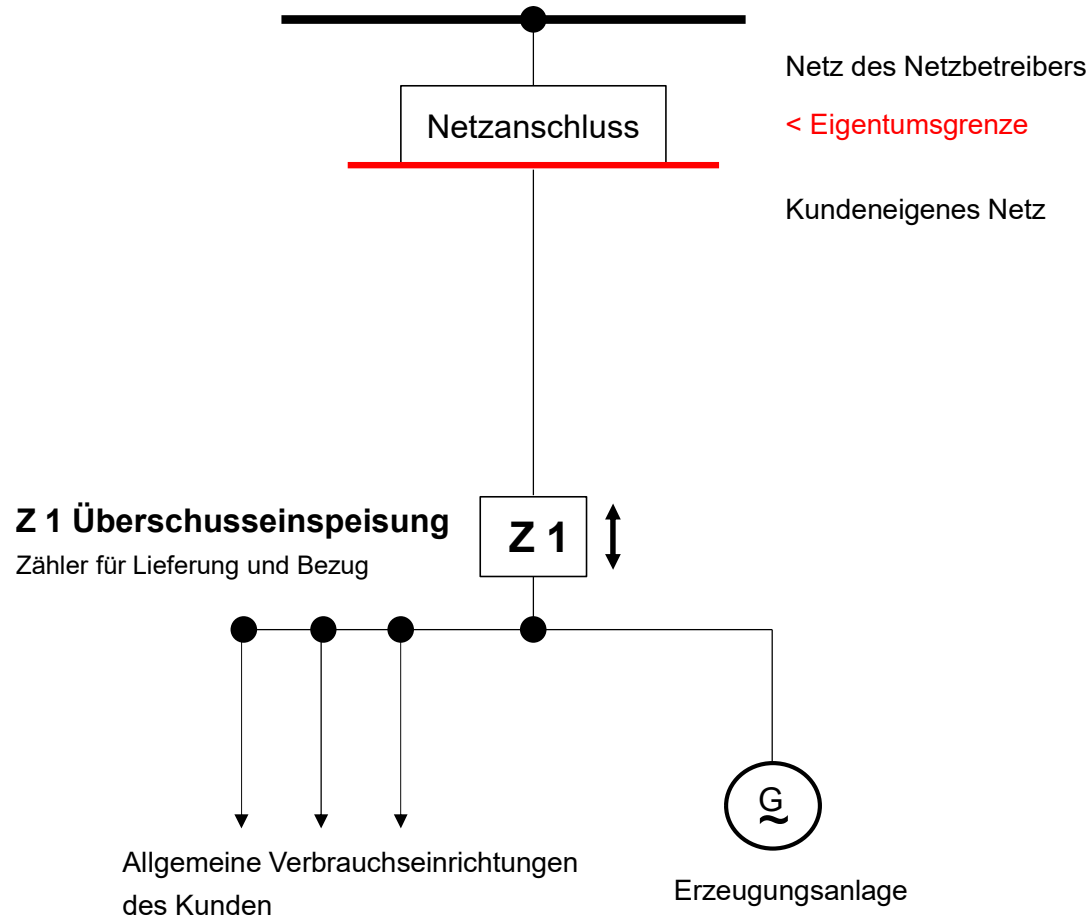 Netz des Netzbetreibers
Netzanschluss
< Eigentumsgrenze
Kundeneigenes Netz
Z 1 Überschusseinspeisung
Zähler für Lieferung und Bezug
Z 1
G
~
Allgemeine Verbrauchseinrichtungen
des Kunden
Erzeugungsanlage